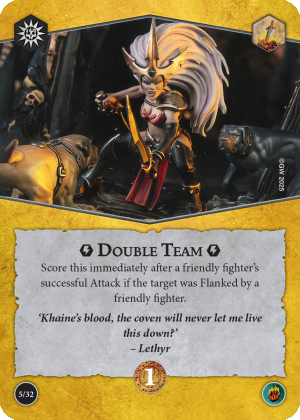 ©GW 2025
DOUBLE TEAM
Score this immediately after a friendly fighter's
successful Attack if the target was Flanked by a
friendly fighter.
‘Khaine's blood, the coven will never let me live
this down?’
– Lethyr
1
5/32